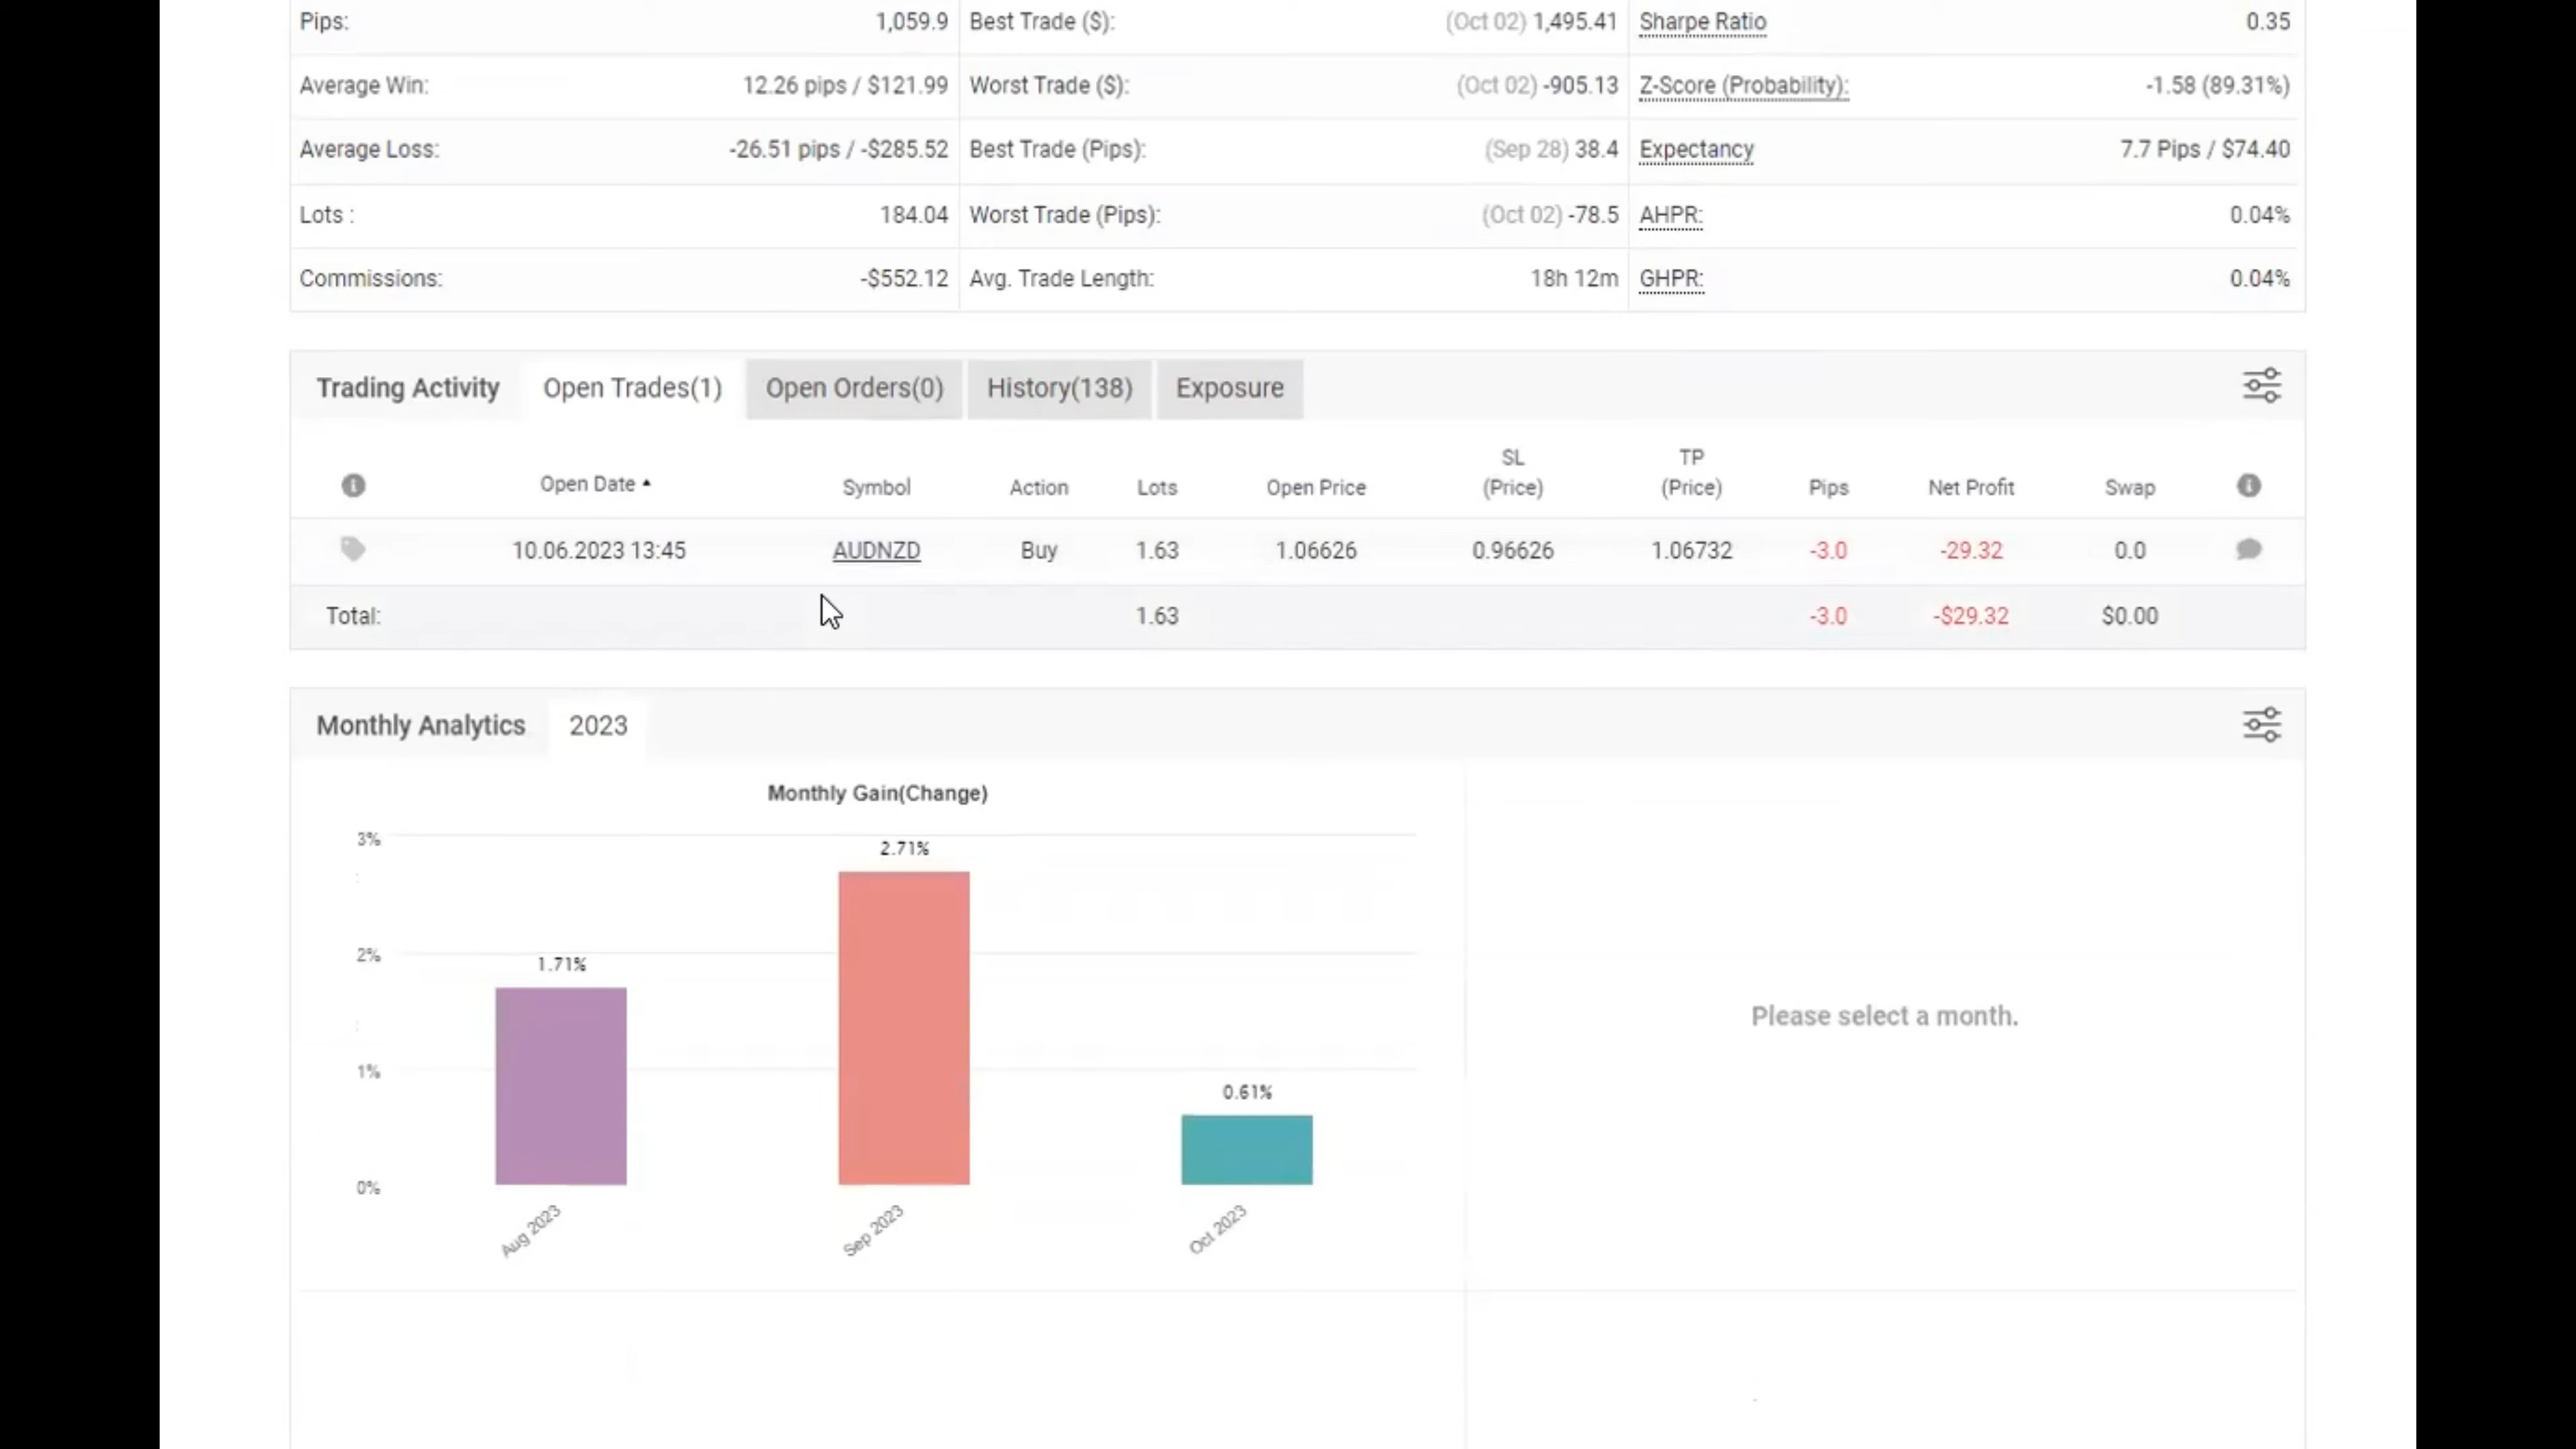 Pips: 1,059.9 Best Trade ($): (Oct 02) 1,495.41 Sharpe Ratio 0.35
Average Win: 12.26 pips / $121.99 Worst Trade ($): (Oct 02) -905.13 Z-Score (Probability): -1.58 (89.31%)
Average Loss: -26.51 pips / -$285.52 Best Trade (Pips): (Sep 28) 38.4 Expectancy 7.7 Pips / $74.40
Lots : 184.04 Worst Trade (Pips): (Oct 02) -78.5 AHPR: 0.04%
Commissions: -$552.12 Avg. Trade Length: 18h 12m GHPR: 0.04%
Trading Activity Open Trades(1) Open Orders(0) History(138) Exposure
Open Date Symbol Action Lots Open Price SL (Price) TP (Price) Pips Net Profit Swap
10.06.2023 13:45 AUDNZD Buy 1.63 1.06626 0.96626 1.06732 -3.0 -29.32 0.0
Total: 1.63 -3.0 -$29.32 $0.00
Monthly Analytics 2023
Monthly Gain(Change)
3%
2.71%
2%
1.71%
Please select a month.
1%
0.61%
0%
Aug 2023 Sep 2023 Oct 2023